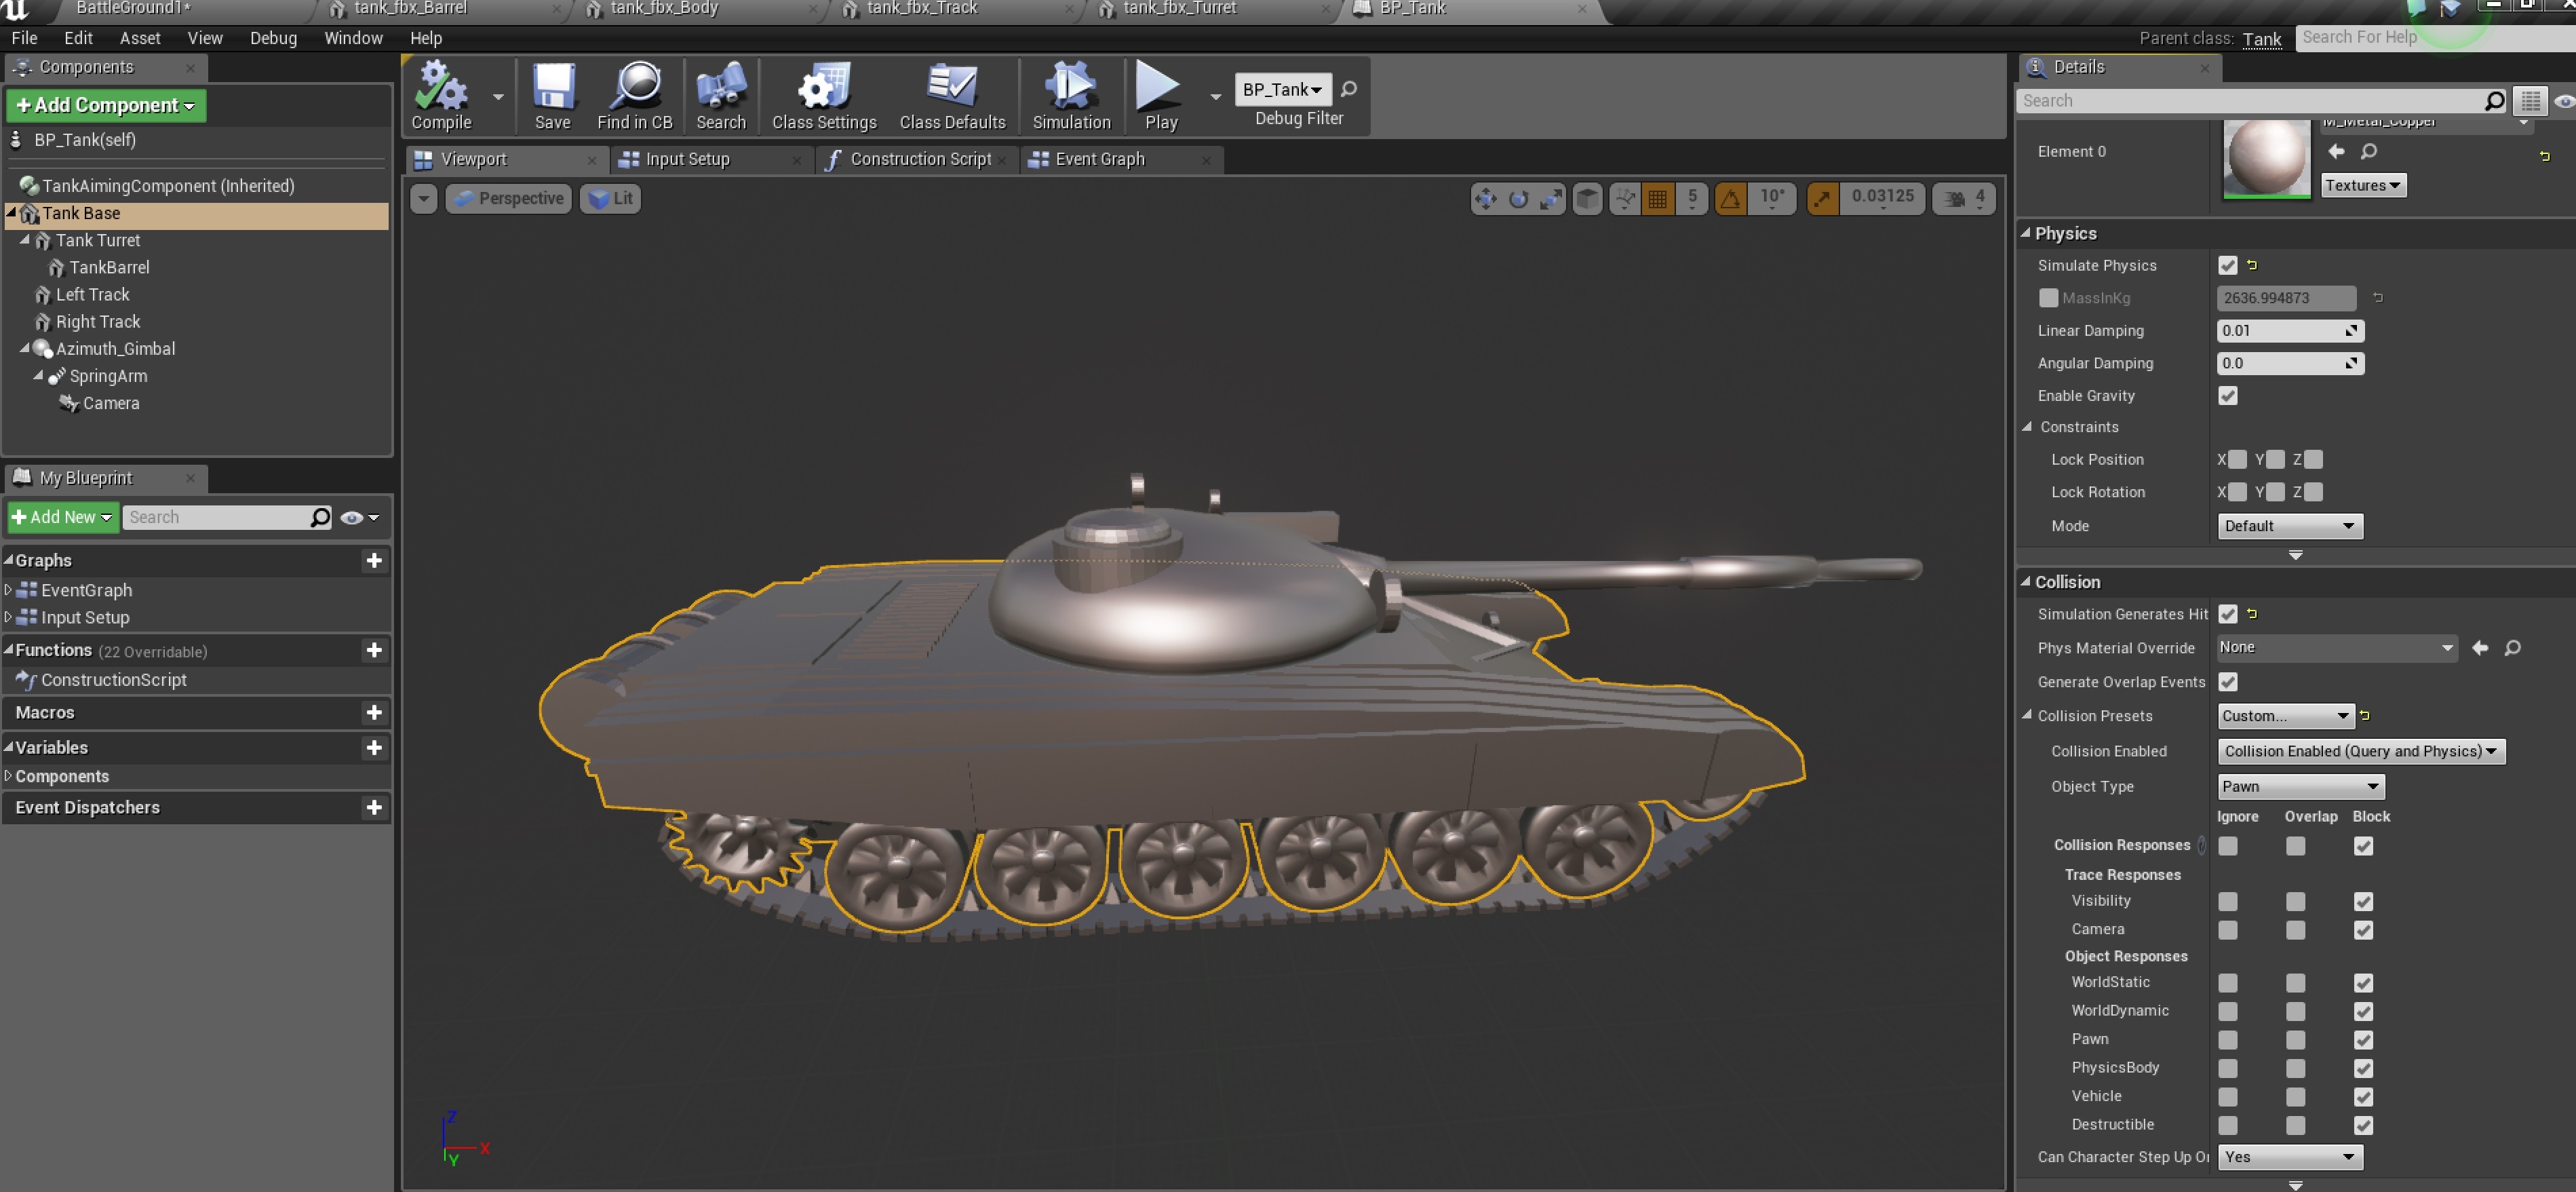 BattleGround1*
tank_fbx_Barrel
tank_fbx_Body
tank_fbx_Track
tank_fbx_Turret
BP_Tank
File Edit Asset View Debug Window Help
Parent class: Tank
Search For Help
Components
+Add Component
BP_Tank(self)
TankAimingComponent (Inherited)
Tank Base
Tank Turret
TankBarrel
Left Track
Right Track
Azimuth_Gimbal
SpringArm
Camera
My Blueprint
+Add New
Search
Graphs
EventGraph
Input Setup
Functions (22 Overridable)
ConstructionScript
Macros
Variables
Components
Event Dispatchers
Compile
Save
Find in CB
Search
Class Settings
Class Defaults
Simulation
Play
BP_Tank
Debug Filter
Viewport
Input Setup
Construction Script
Event Graph
Perspective
Lit
5
10°
0.03125
4
Z
X
Y
Details
Search
M_Metal_Copper
Element 0
Textures
Physics
Simulate Physics
MassInKg 2636.994873
Linear Damping 0.01
Angular Damping 0.0
Enable Gravity
Constraints
Lock Position X Y Z
Lock Rotation X Y Z
Mode Default
Collision
Simulation Generates Hit
Phys Material Override None
Generate Overlap Events
Collision Presets Custom...
Collision Enabled Collision Enabled (Query and Physics)
Object Type Pawn
Ignore Overlap Block
Collision Responses
Trace Responses
Visibility
Camera
Object Responses
WorldStatic
WorldDynamic
Pawn
PhysicsBody
Vehicle
Destructible
Can Character Step Up O Yes